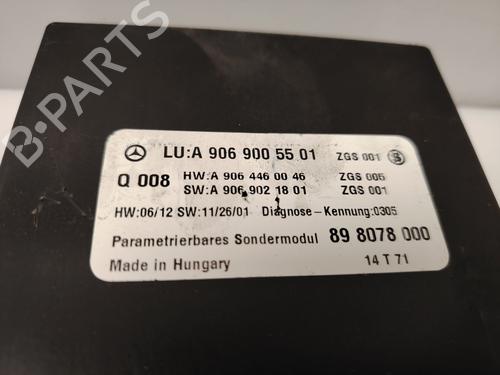 B-PARTS
LU:A 906 900 55 01 ZGS 001
Q 008 HW:A 906 446 00 46 ZGS 005
SW:A 906 902 18 01 ZGS 001
HW:06/12 SW:11/26/01 Diagnose-Kennung:0305
Parametrierbares Sondermodul 89 8078 000
Made in Hungary 14 T 71